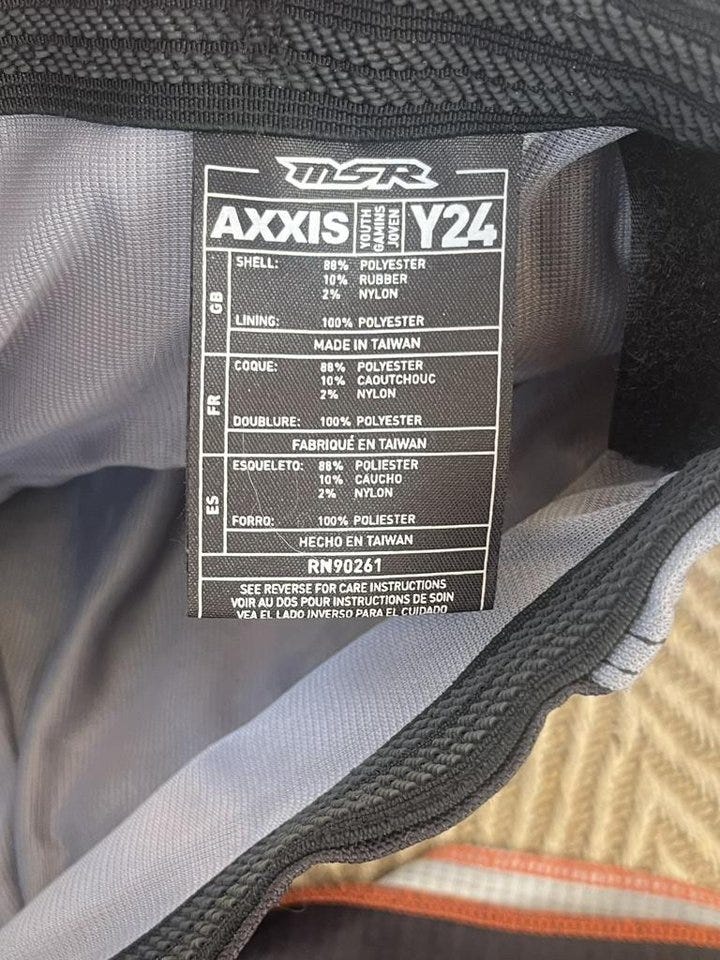 MSR
AXXIS YOUTH GAMINS JOVEN Y24
GB
SHELL: 88% POLYESTER
10% RUBBER
2% NYLON
LINING: 100% POLYESTER
MADE IN TAIWAN
FR
COQUE: 88% POLYESTER
10% CAOUTCHOUC
2% NYLON
DOUBLURE: 100% POLYESTER
FABRIQUÉ EN TAIWAN
ES
ESQUELETO: 88% POLIESTER
10% CAUCHO
2% NYLON
FORRO: 100% POLIESTER
HECHO EN TAIWAN
RN90261
SEE REVERSE FOR CARE INSTRUCTIONS
VOIR AU DOS POUR INSTRUCTIONS DE SOIN
VEA EL LADO INVERSO PARA EL CUIDADO